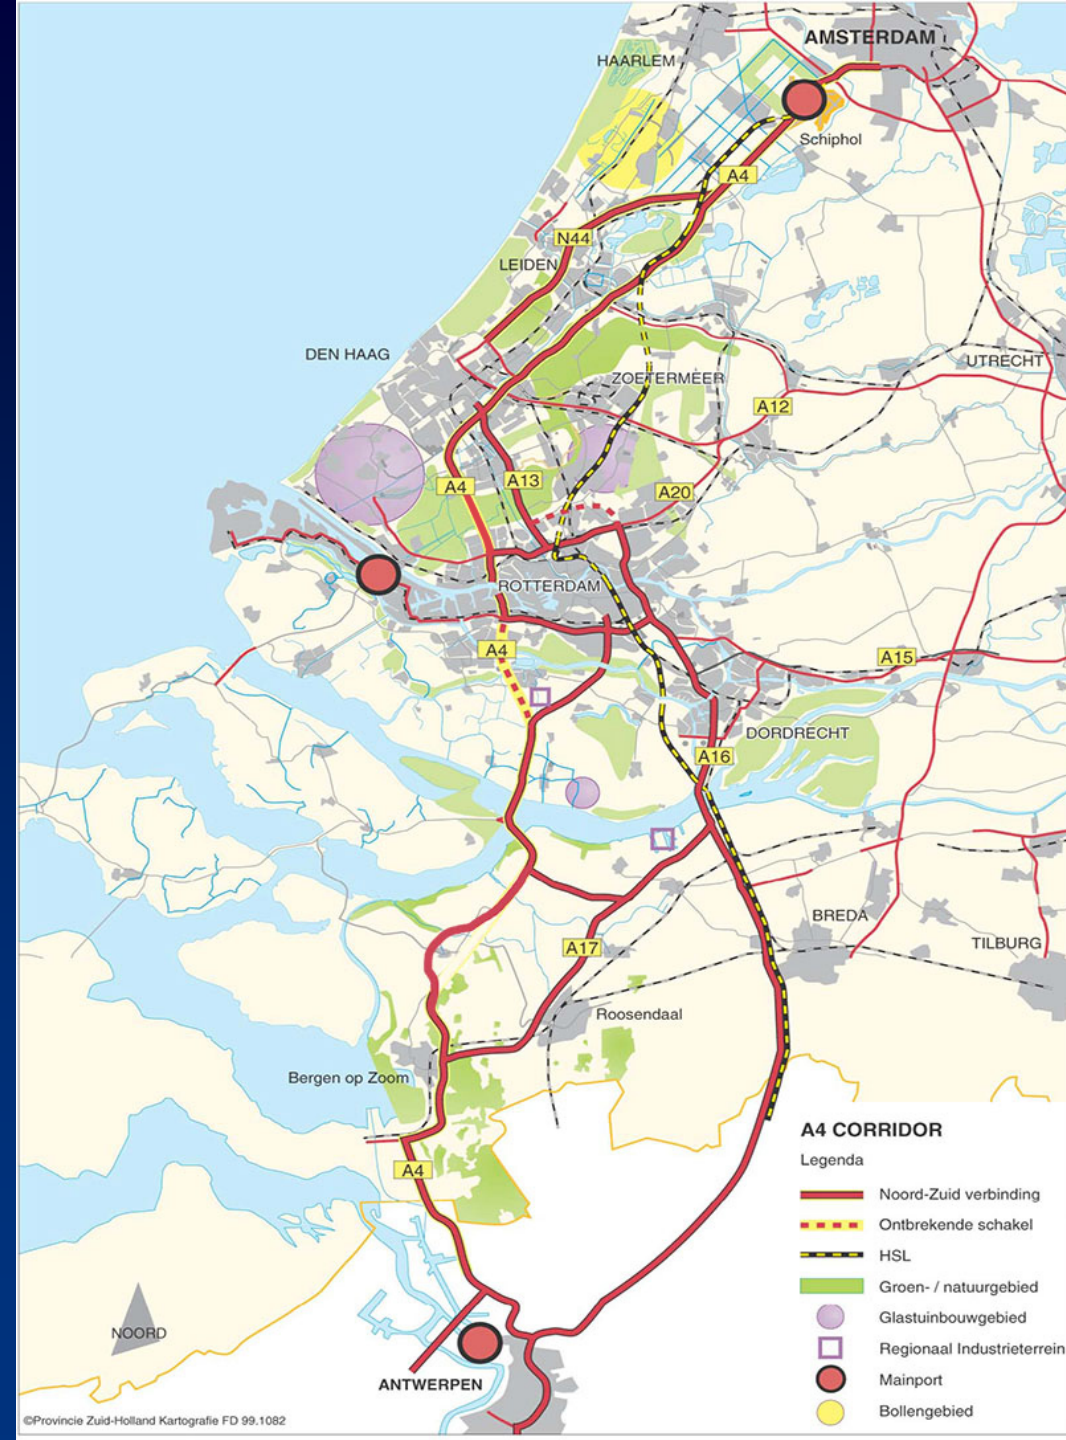 AMSTERDAM
HAARLEM
Schiphol
A4
N44
LEIDEN
DEN HAAG
UTRECHT
ZOETERMEER
A12
A4
A13
A20
ROTTERDAM
A4
A15
DORDRECHT
A16
BREDA
TILBURG
A17
Roosendaal
Bergen op Zoom
A4
NOORD
ANTWERPEN
A4 CORRIDOR
Legenda
Noord-Zuid verbinding
Ontbrekende schakel
HSL
Groen- / natuurgebied
Glastuinbouwgebied
Regionaal Industrieterrein
Mainport
Bollengebied
©Provincie Zuid-Holland Kartografie FD 99.1082